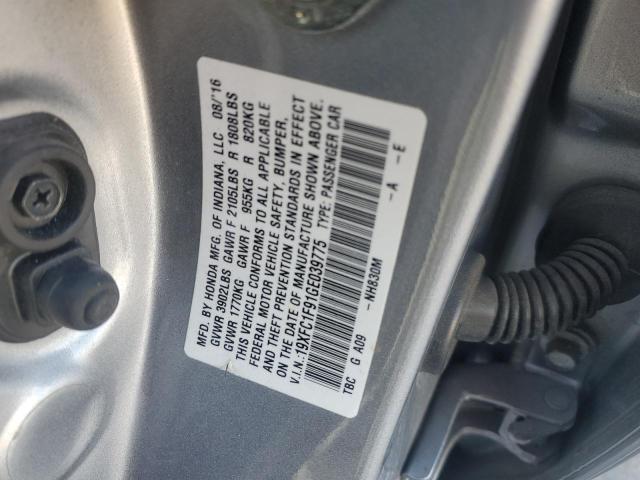 MFD. BY HONDA MFG. OF INDIANA, LLC 08/'16
GVWR 3902LBS GAWR F 2105LBS R 1808LBS
GVWR 1770KG GAWR F 955KG R 820KG
THIS VEHICLE CONFORMS TO ALL APPLICABLE
FEDERAL MOTOR VEHICLE SAFETY, BUMPER,
AND THEFT PREVENTION STANDARDS IN EFFECT
ON THE DATE OF MANUFACTURE SHOWN ABOVE.
V.I.N.:19XFC1F91GE039775 TYPE: PASSENGER CAR
TBC G A09 -NH830M -A -E